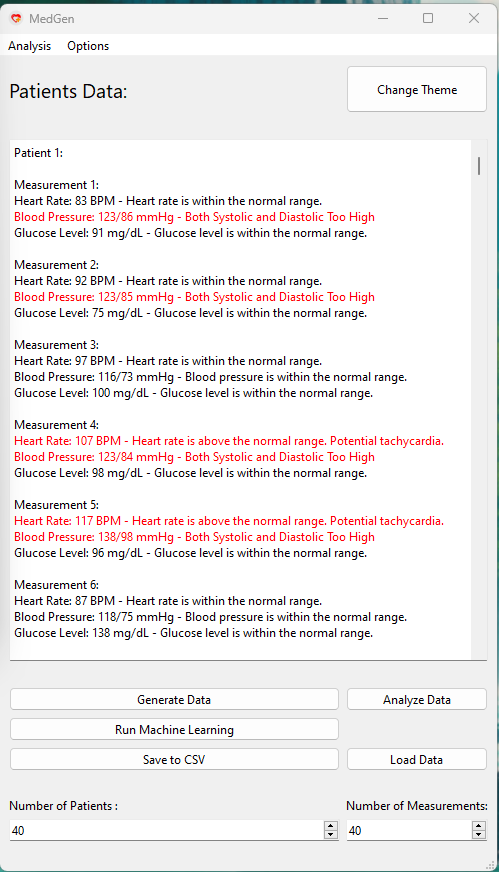 MedGen
Analysis Options
Patients Data:
Change Theme
Patient 1:
Measurement 1:
Heart Rate: 83 BPM - Heart rate is within the normal range.
Blood Pressure: 123/86 mmHg - Both Systolic and Diastolic Too High
Glucose Level: 91 mg/dL - Glucose level is within the normal range.
Measurement 2:
Heart Rate: 92 BPM - Heart rate is within the normal range.
Blood Pressure: 123/85 mmHg - Both Systolic and Diastolic Too High
Glucose Level: 75 mg/dL - Glucose level is within the normal range.
Measurement 3:
Heart Rate: 97 BPM - Heart rate is within the normal range.
Blood Pressure: 116/73 mmHg - Blood pressure is within the normal range.
Glucose Level: 100 mg/dL - Glucose level is within the normal range.
Measurement 4:
Heart Rate: 107 BPM - Heart rate is above the normal range. Potential tachycardia.
Blood Pressure: 123/84 mmHg - Both Systolic and Diastolic Too High
Glucose Level: 98 mg/dL - Glucose level is within the normal range.
Measurement 5:
Heart Rate: 117 BPM - Heart rate is above the normal range. Potential tachycardia.
Blood Pressure: 138/98 mmHg - Both Systolic and Diastolic Too High
Glucose Level: 96 mg/dL - Glucose level is within the normal range.
Measurement 6:
Heart Rate: 87 BPM - Heart rate is within the normal range.
Blood Pressure: 118/75 mmHg - Blood pressure is within the normal range.
Glucose Level: 138 mg/dL - Glucose level is within the normal range.
Generate Data
Analyze Data
Run Machine Learning
Save to CSV
Load Data
Number of Patients :
Number of Measurements:
40
40